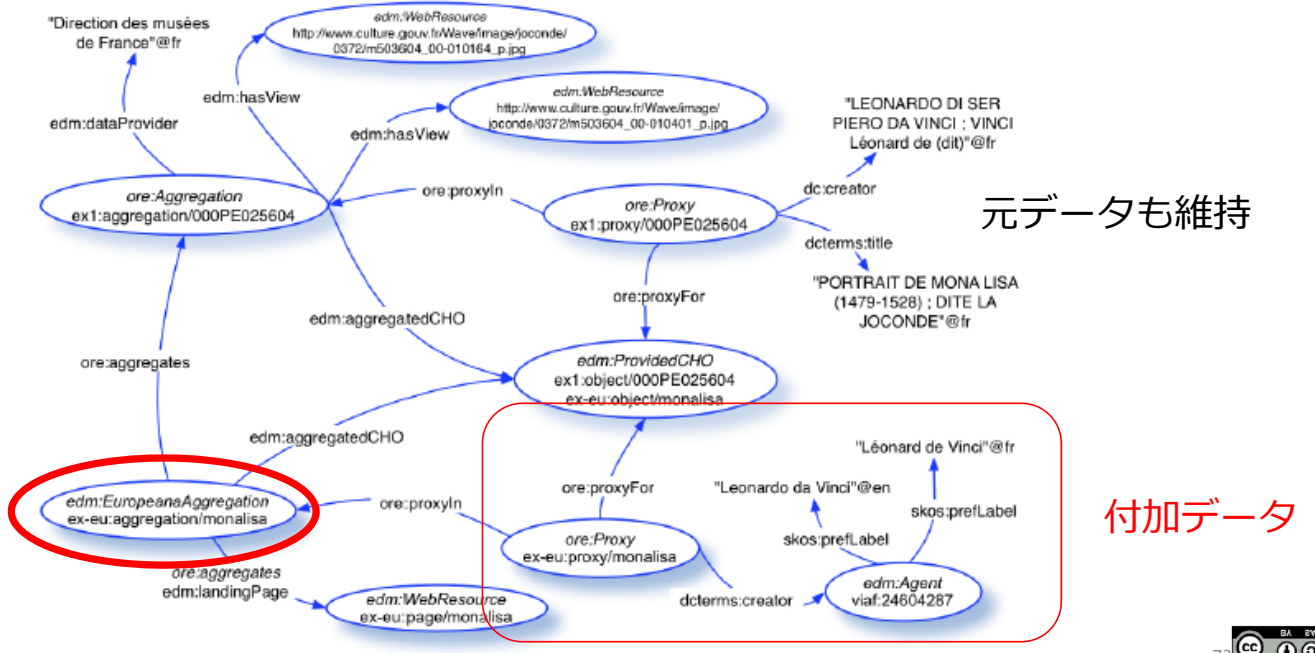 "Direction des musées
de France"@fr
edm:WebResource
http://www.culture.gouv.fr/Wave/image/joconde/
0372/m503604_00-010164_p.jpg
edm:hasView
edm:dataProvider
edm:WebResource
http://www.culture.gouv.fr/Wave/image/
joconde/0372/m503604_00-010401_p.jpg
edm:hasView
"LEONARDO DI SER
PIERO DA VINCI ; VINCI
Léonard de (dit)"@fr
ore:Aggregation
ex1:aggregation/000PE025604
ore:proxyIn
ore:Proxy
ex1:proxy/000PE025604
dc:creator
元データも維持
dcterms:title
"PORTRAIT DE MONA LISA
(1479-1528) ; DITE LA
JOCONDE"@fr
ore:proxyFor
edm:aggregatedCHO
ore:aggregates
edm:ProvidedCHO
ex1:object/000PE025604
ex-eu:object/monalisa
edm:aggregatedCHO
"Léonard de Vinci"@fr
edm:EuropeanaAggregation
ex-eu:aggregation/monalisa
ore:proxyIn
ore:proxyFor
"Leonardo da Vinci"@en
skos:prefLabel
付加データ
ore:Proxy
ex-eu:proxy/monalisa
skos:prefLabel
ore:aggregates
edm:landingPage
edm:WebResource
ex-eu:page/monalisa
dcterms:creator
edm:Agent
viaf:24604287
cc